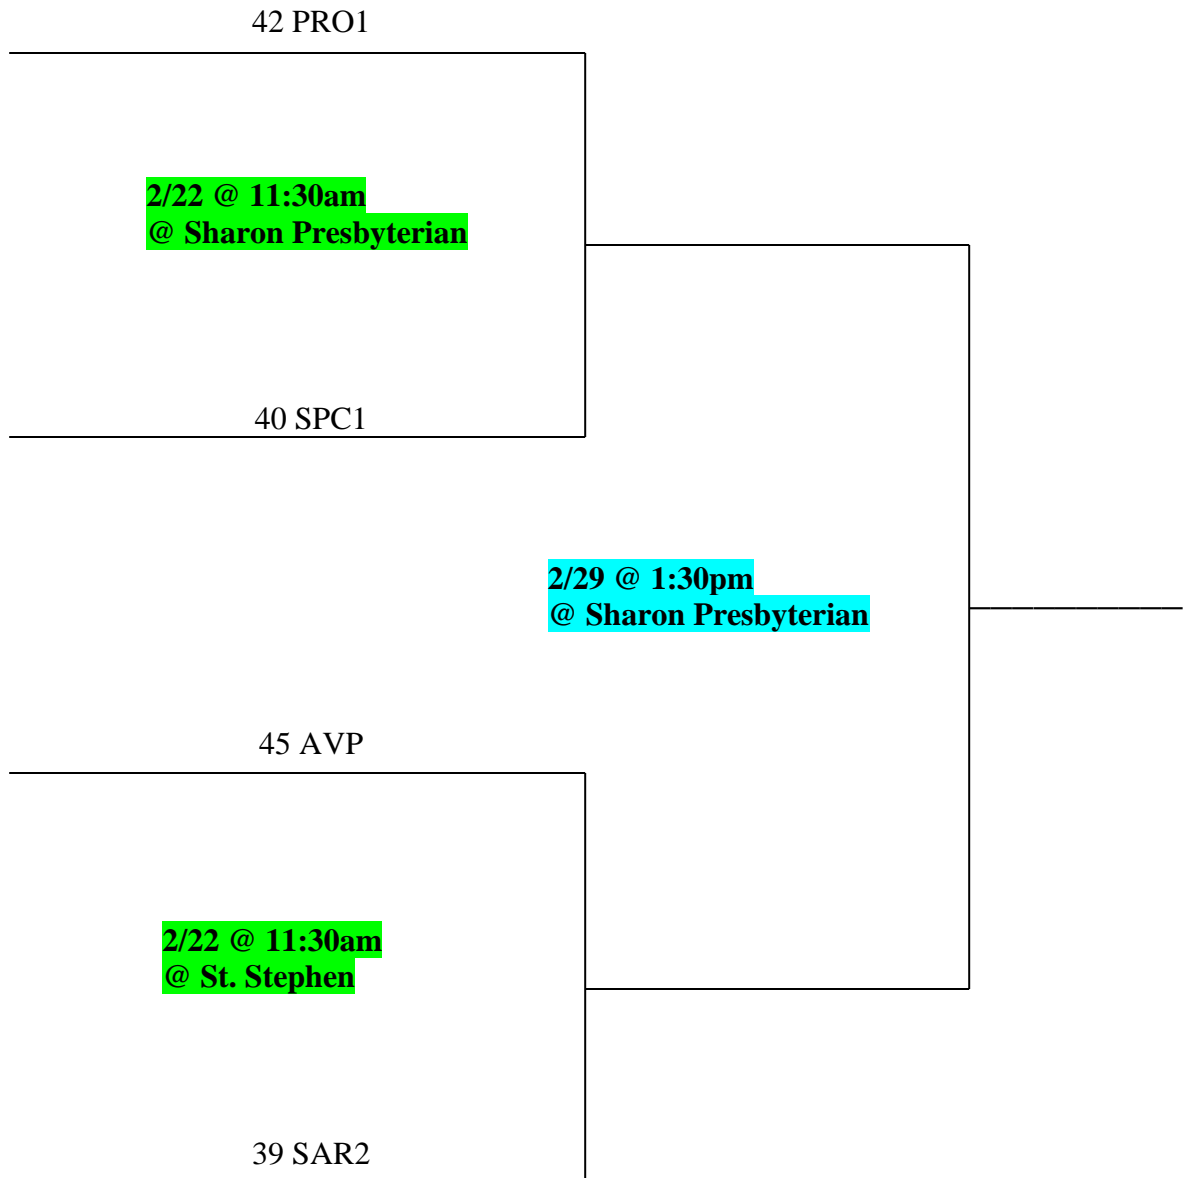 42 PRO1
2/22 @ 11:30am
@ Sharon Presbyterian
40 SPC1
2/29 @ 1:30pm
@ Sharon Presbyterian
45 AVP
2/22 @ 11:30am
@ St. Stephen
39 SAR2